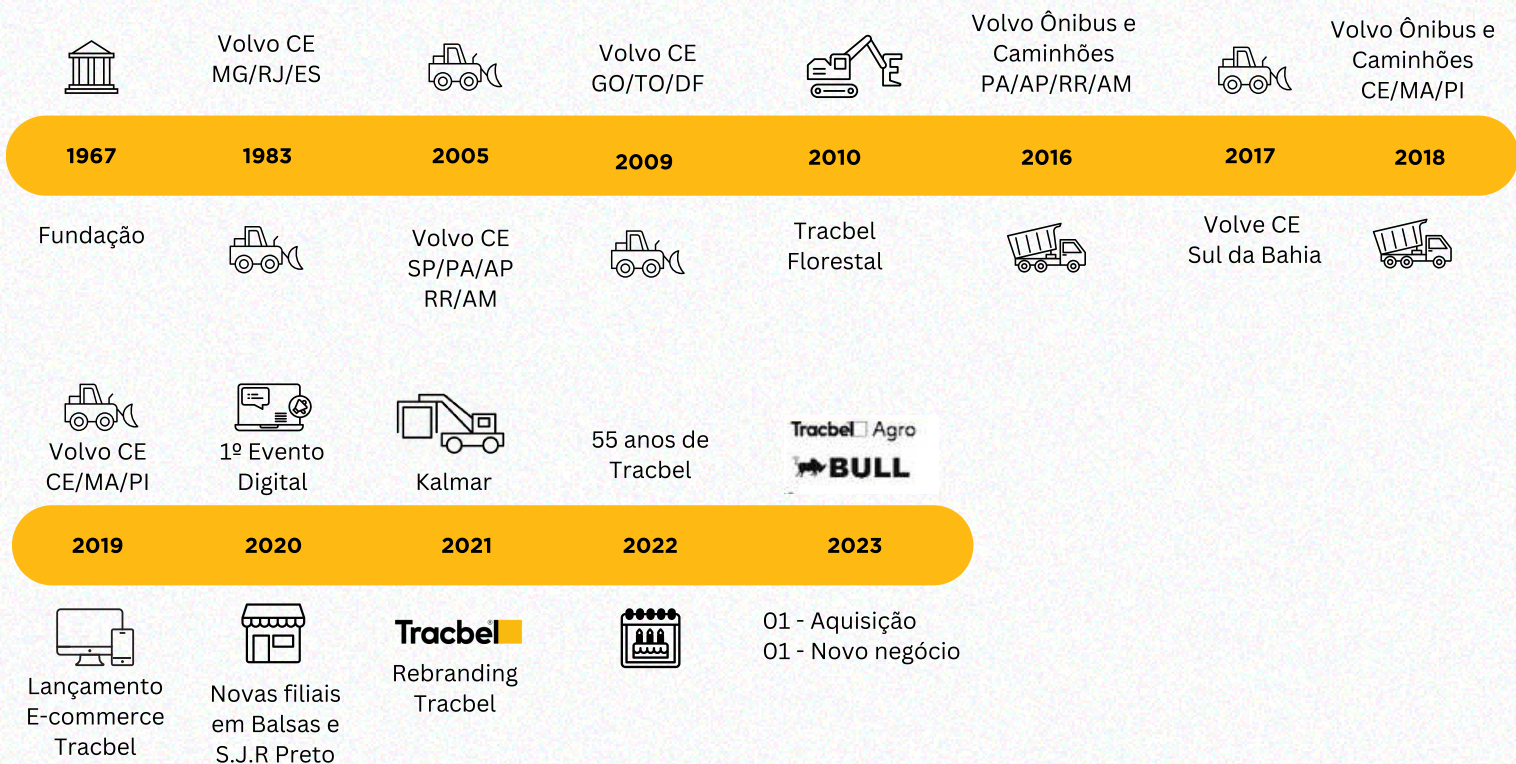 Volvo CE
MG/RJ/ES
Volvo CE
GO/TO/DF
Volvo Ônibus e
Caminhões
PA/AP/RR/AM
Volvo Ônibus e
Caminhões
CE/MA/PI
1967
1983
2005
2009
2010
2016
2017
2018
Fundação
Volvo CE
SP/PA/AP
RR/AM
Tracbel
Florestal
Volve CE
Sul da Bahia
Volvo CE
CE/MA/PI
1º Evento
Digital
Kalmar
55 anos de
Tracbel
Tracbel Agro
BULL
2019
2020
2021
2022
2023
Lançamento
E-commerce
Tracbel
Novas filiais
em Balsas e
S.J.R Preto
Tracbel
Rebranding
Tracbel
01 - Aquisição
01 - Novo negócio